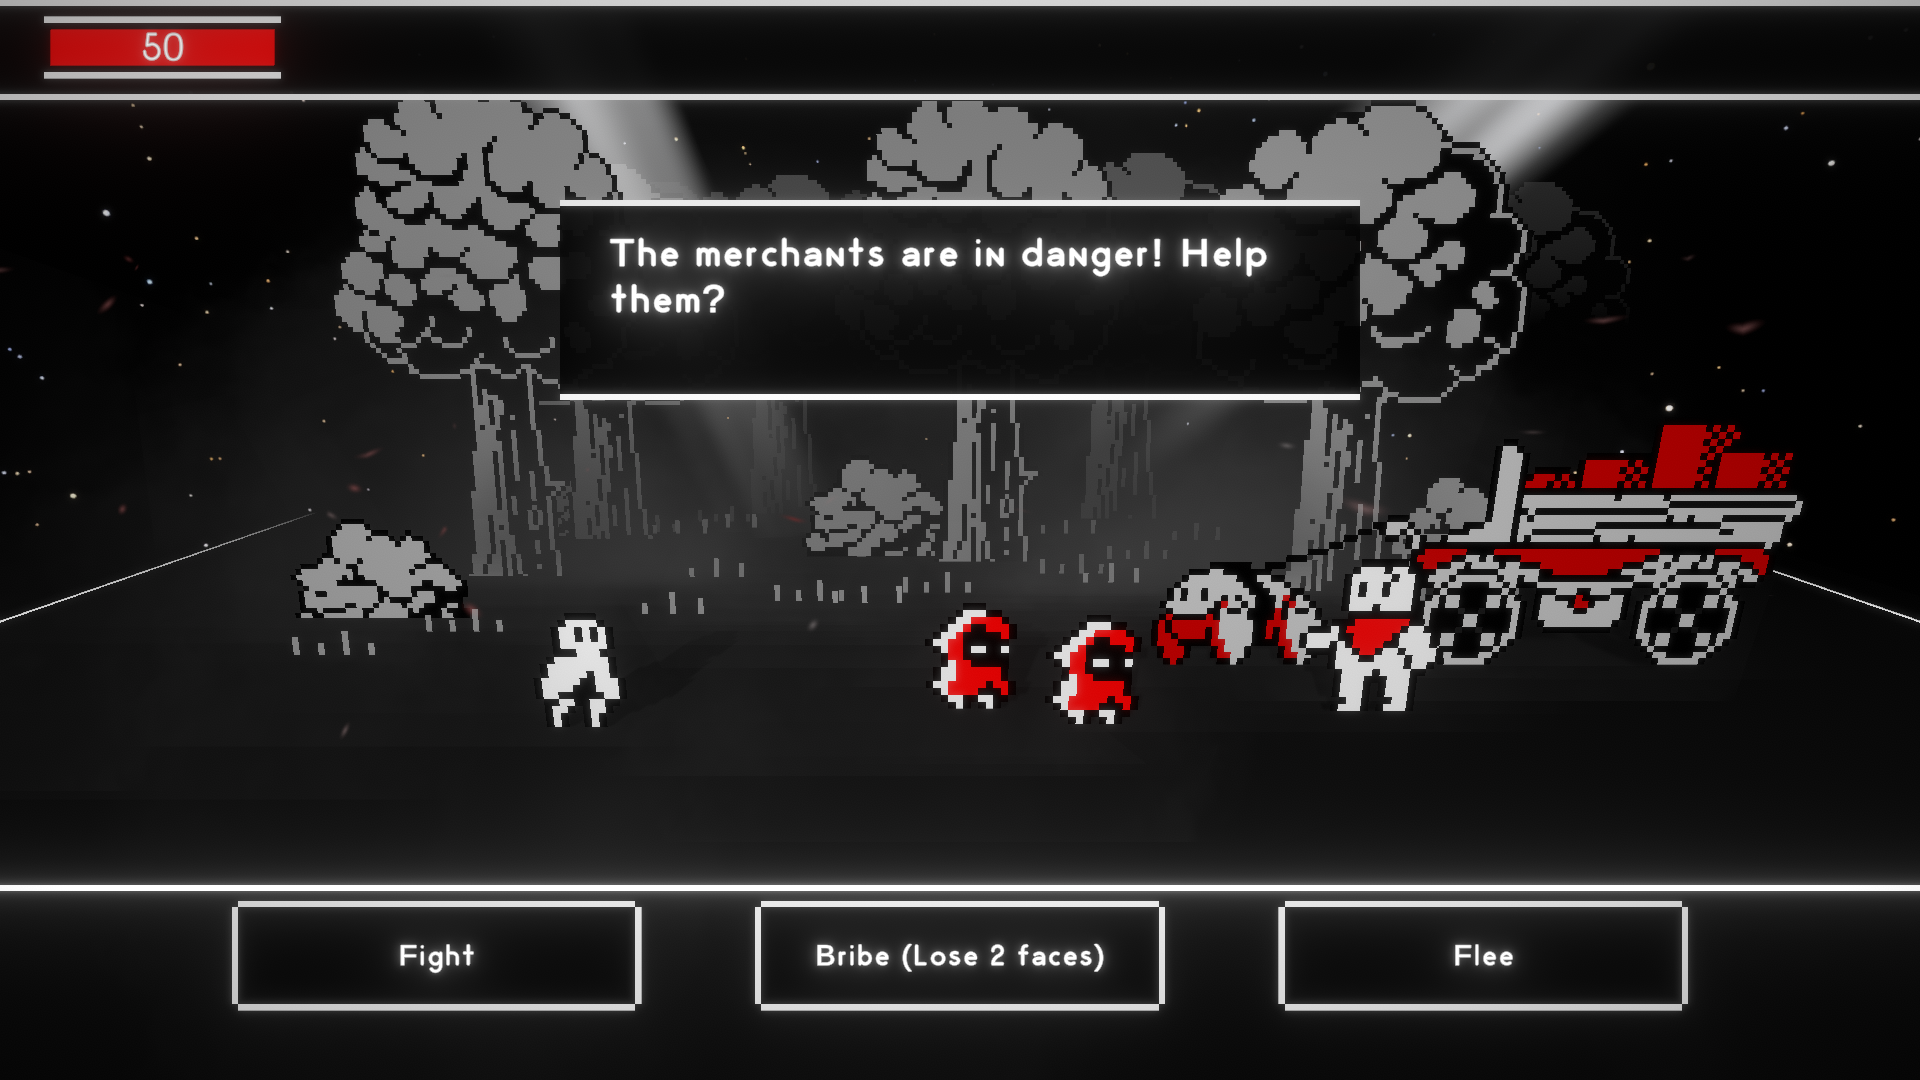 50
The merchants are in danger! Help
them?
Fight
Bribe (Lose 2 faces)
Flee